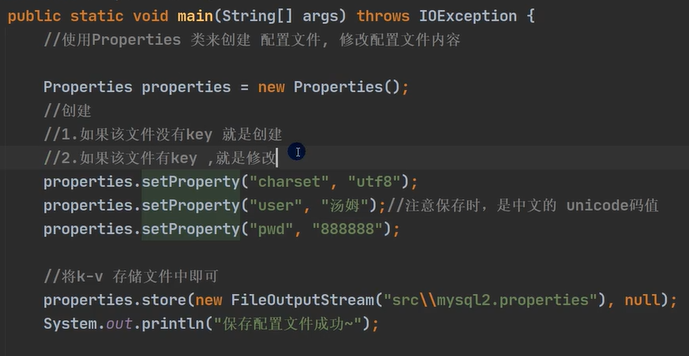 public static void main(String[] args) throws IOException {
//使用Properties 类来创建 配置文件, 修改配置文件内容
Properties properties = new Properties();
//创建
//1.如果该文件没有key 就是创建
//2.如果该文件有key ,就是修改
properties.setProperty("charset", "utf8");
properties.setProperty("user", "汤姆");//注意保存时，是中文的 unicode码值
properties.setProperty("pwd", "888888");
//将k-v 存储文件中即可
properties.store(new FileOutputStream("src\\mysql2.properties"), null);
System.out.println("保存配置文件成功~");